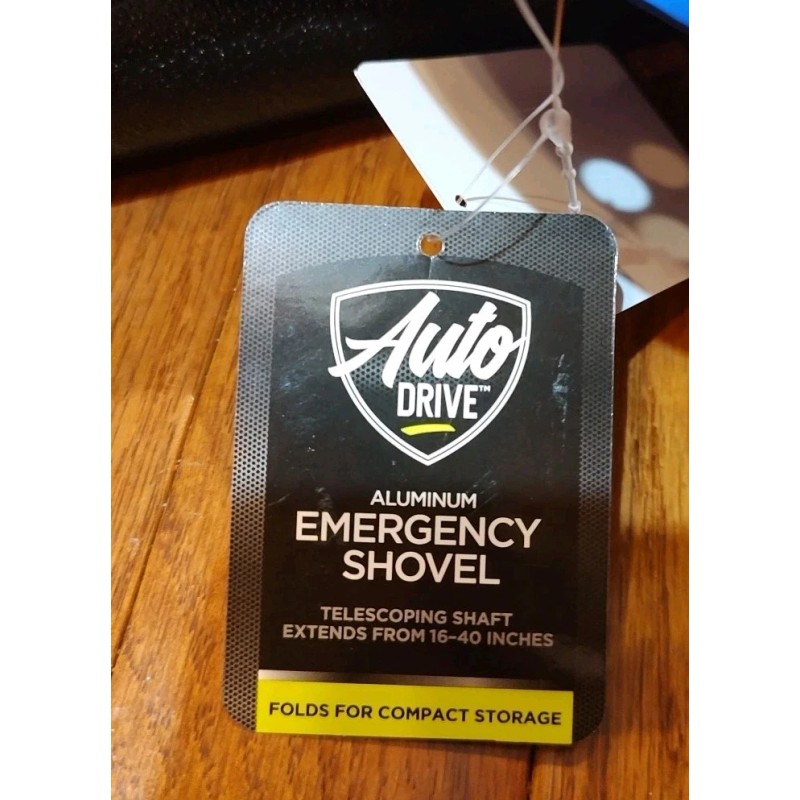 Auto
DRIVE™
ALUMINUM
EMERGENCY
SHOVEL
TELESCOPING SHAFT
EXTENDS FROM 16-40 INCHES
FOLDS FOR COMPACT STORAGE